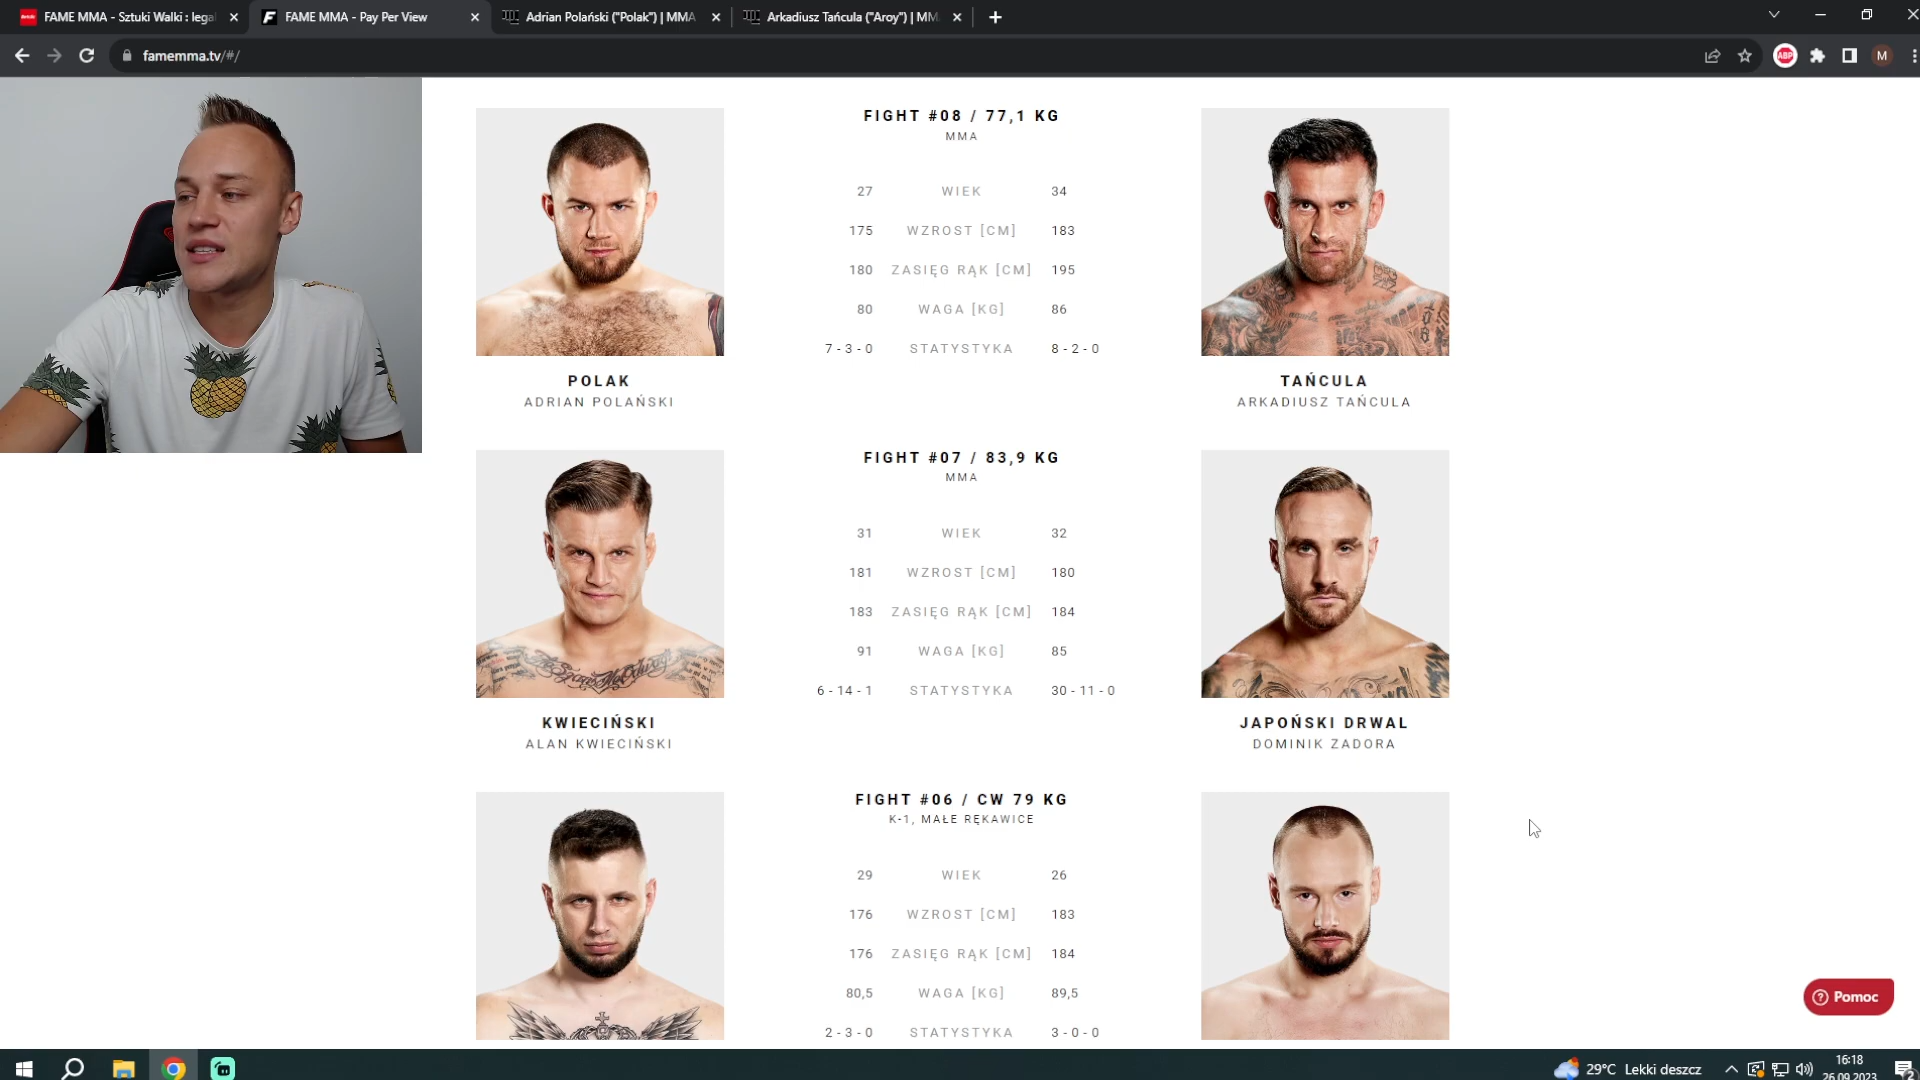 FAME MMA - Sztuki Walki : legal
FAME MMA - Pay Per View
Adrian Polański ("Polak") | MMA
Arkadiusz Tańcula ("Aroy") | MM
famemma.tv/#/
ABP
M
FIGHT #08 / 77,1 KG
MMA
27 WIEK 34
175 WZROST [CM] 183
180 ZASIĘG RĄK [CM] 195
80 WAGA [KG] 86
7 - 3 - 0 STATYSTYKA 8 - 2 - 0
POLAK
ADRIAN POLAŃSKI
TAŃCULA
ARKADIUSZ TAŃCULA
FIGHT #07 / 83,9 KG
MMA
31 WIEK 32
181 WZROST [CM] 180
183 ZASIĘG RĄK [CM] 184
91 WAGA [KG] 85
6 - 14 - 1 STATYSTYKA 30 - 11 - 0
KWIECIŃSKI
ALAN KWIECIŃSKI
JAPOŃSKI DRWAL
DOMINIK ZADORA
FIGHT #06 / CW 79 KG
K-1, MAŁE RĘKAWICE
29 WIEK 26
176 WZROST [CM] 183
176 ZASIĘG RĄK [CM] 184
80,5 WAGA [KG] 89,5
2 - 3 - 0 STATYSTYKA 3 - 0 - 0
Pomoc
29°C Lekki deszcz
16:18
26.09.2023
2